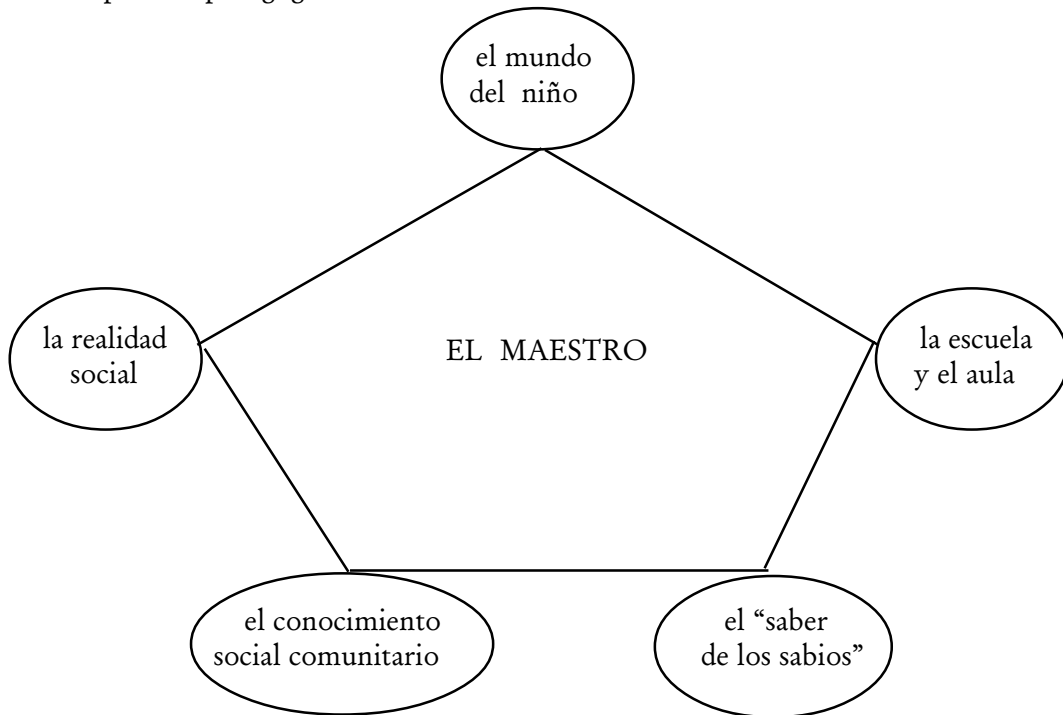 el mundo
del niño
la realidad
social
EL MAESTRO
la escuela
y el aula
el conocimiento
social comunitario
el “saber
de los sabios”